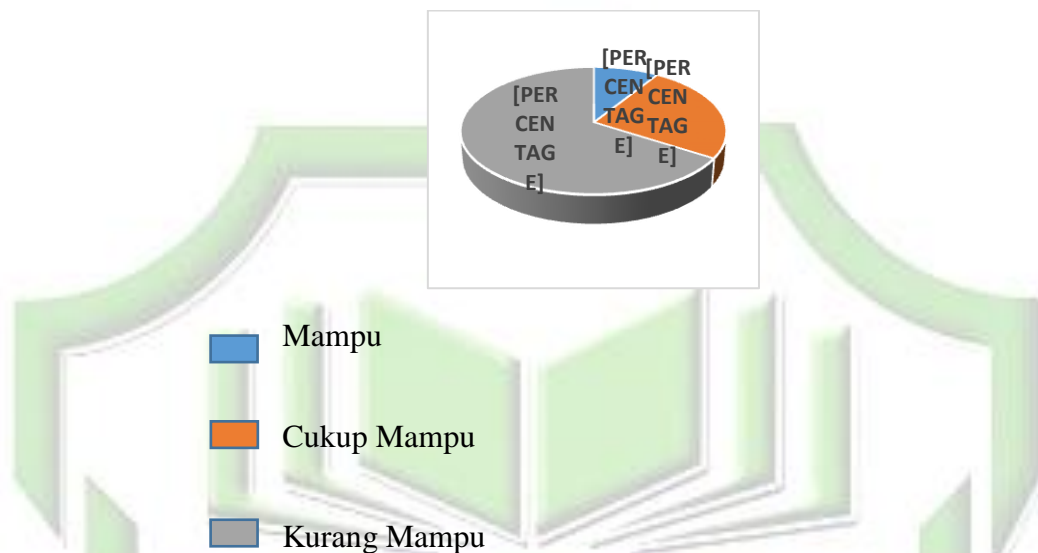 [PER
CEN
TAG
E]
[PER
CEN
TAG
E]
[PER
CEN
TAG
E]
Mampu
Cukup Mampu
Kurang Mampu